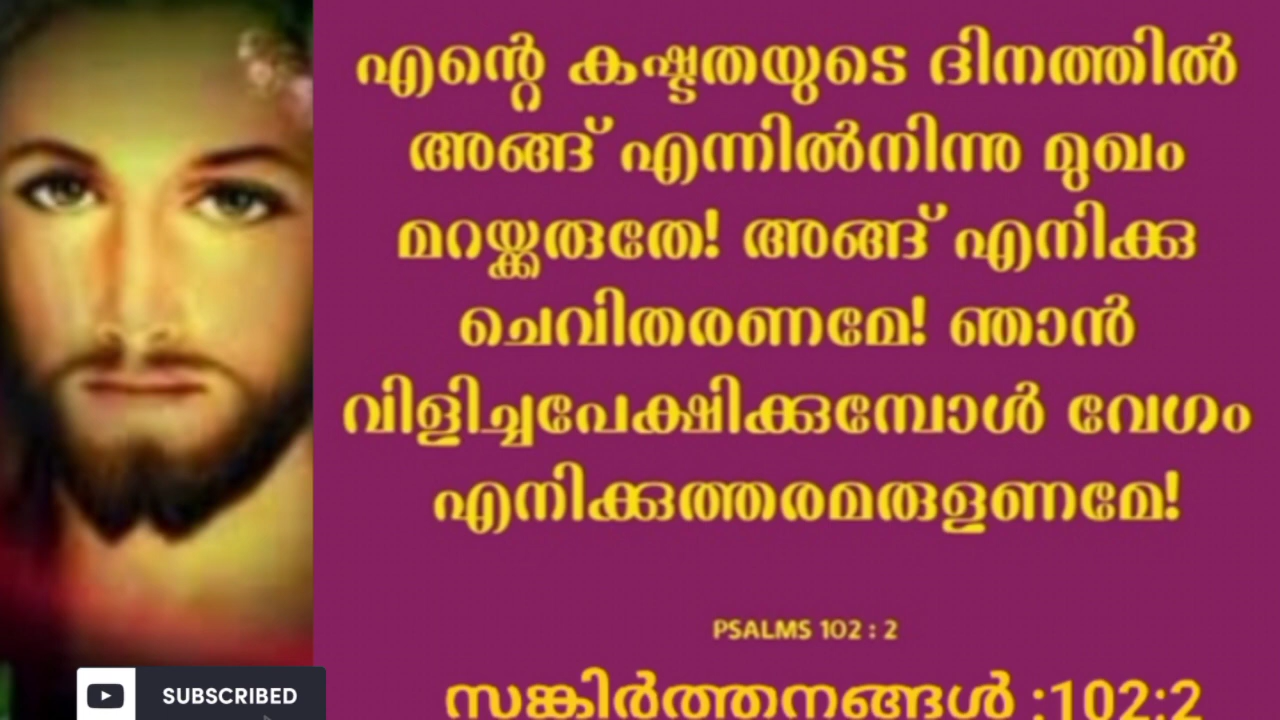 എന്റെ കഷ്ടതയുടെ ദിനത്തിൽ
അങ്ങ് എന്നിൽനിന്നു മുഖം
മറയ്ക്കരുതേ! അങ്ങ് എനിക്കു
ചെവിതരണമേ! ഞാൻ
വിളിച്ചപേക്ഷിക്കുമ്പോൾ വേഗം
എനിക്കുത്തരമരുളണമേ!
PSALMS 102 : 2
സങ്കിർത്തനങ്ങൾ :102:2
SUBSCRIBED